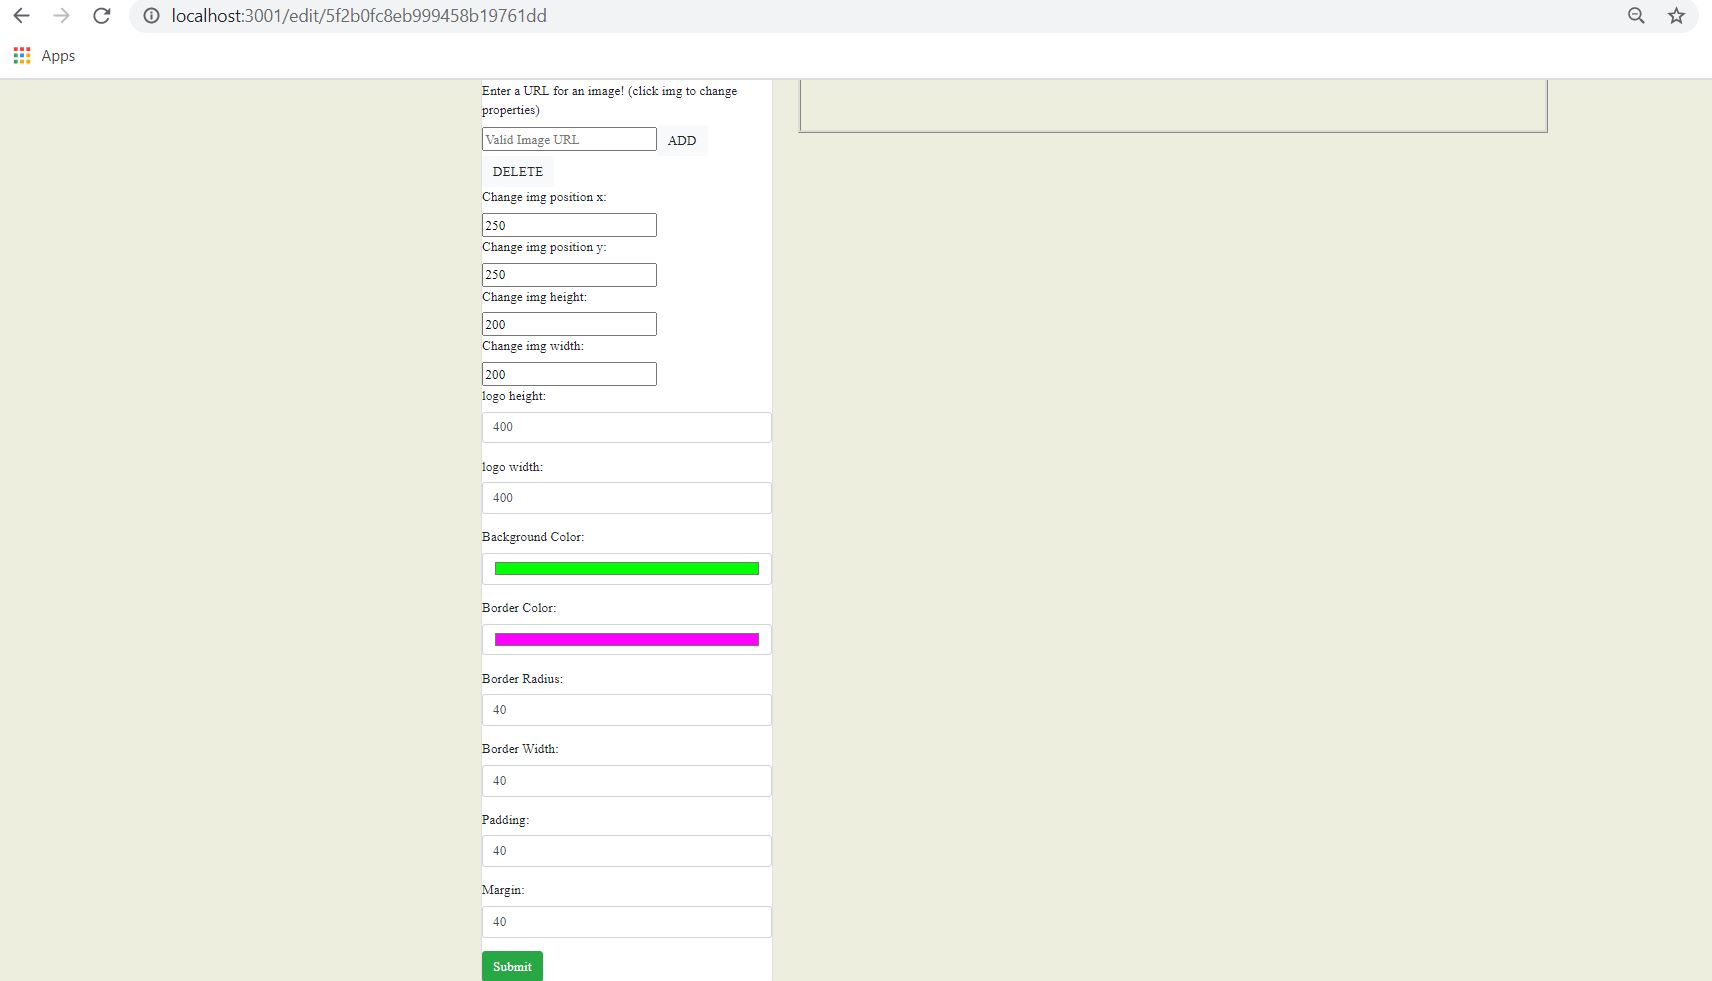 localhost:3001/edit/5f2b0fc8eb999458b19761dd
Apps
Enter a URL for an image! (click img to change
properties)
Valid Image URL ADD
DELETE
Change img position x:
250
Change img position y:
250
Change img height:
200
Change img width:
200
logo height:
400
logo width:
400
Background Color:
Border Color:
Border Radius:
40
Border Width:
40
Padding:
40
Margin:
40
Submit